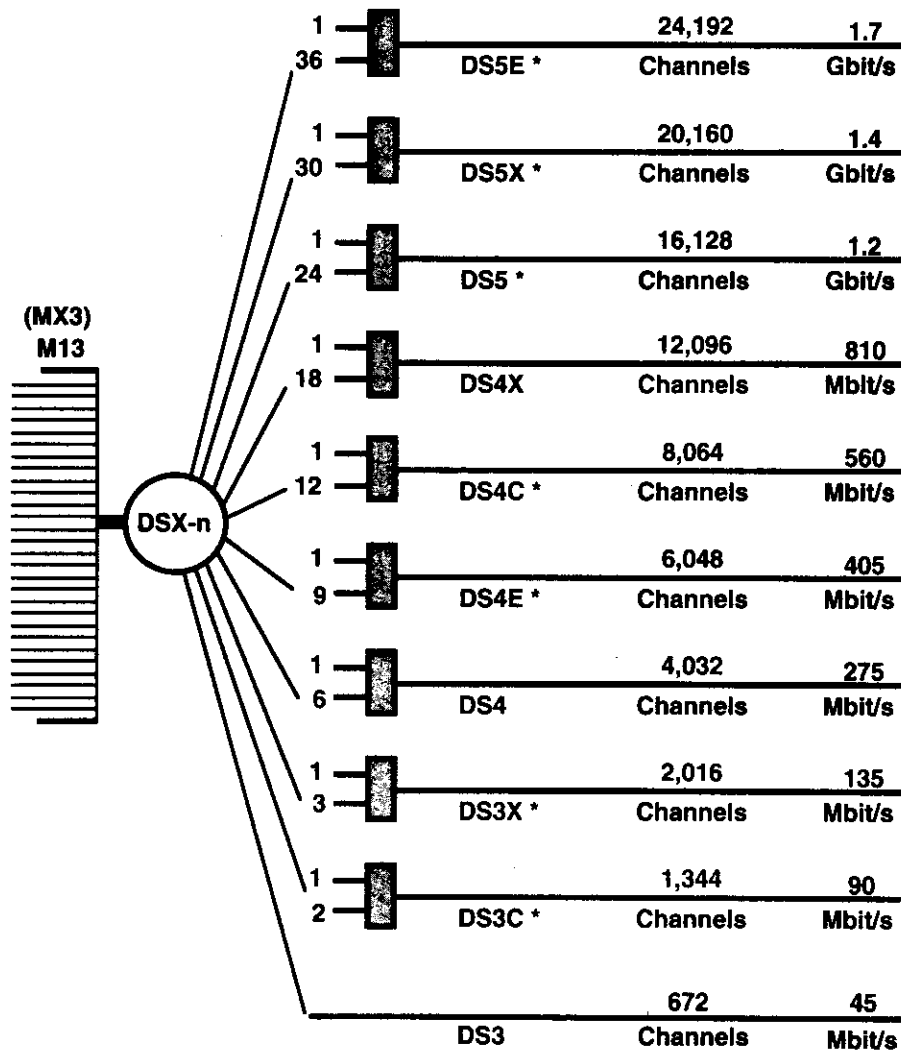 1 24,192 1.7
36 DS5E * Channels Gbit/s
1 20,160 1.4
30 DS5X * Channels Gbit/s
1 16,128 1.2
24 DS5 * Channels Gbit/s
(MX3)
M13
1 12,096 810
18 DS4X Channels Mbit/s
1 8,064 560
12 DS4C * Channels Mbit/s
DSX-n
1 6,048 405
9 DS4E * Channels Mbit/s
1 4,032 275
6 DS4 Channels Mbit/s
1 2,016 135
3 DS3X * Channels Mbit/s
1 1,344 90
2 DS3C * Channels Mbit/s
672 45
DS3 Channels Mbit/s